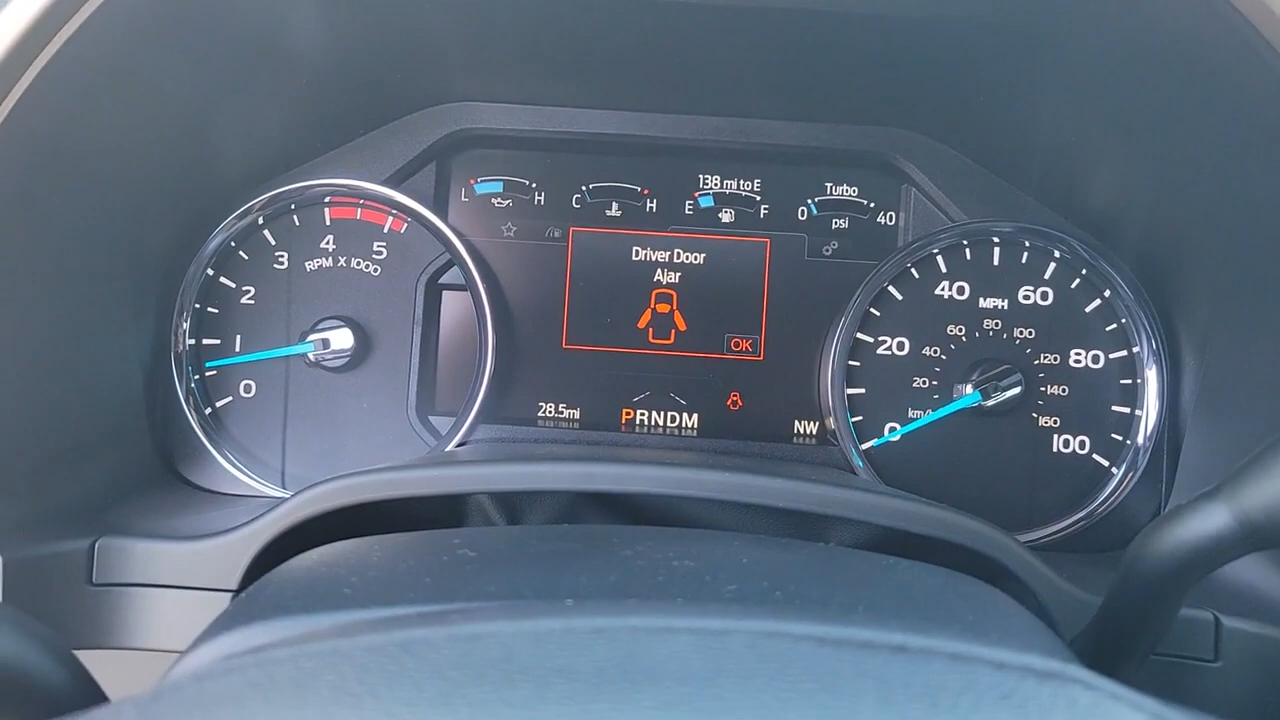 138 mi to E
Turbo
L H
C H
E F
0 40
psi
Driver Door
Ajar
OK
28.5mi
PRNDM
NW
0 1 2 3 4 5
RPM X 1000
0 20 40 60 80 100
MPH
20 40 60 80 100 120 140 160
km/